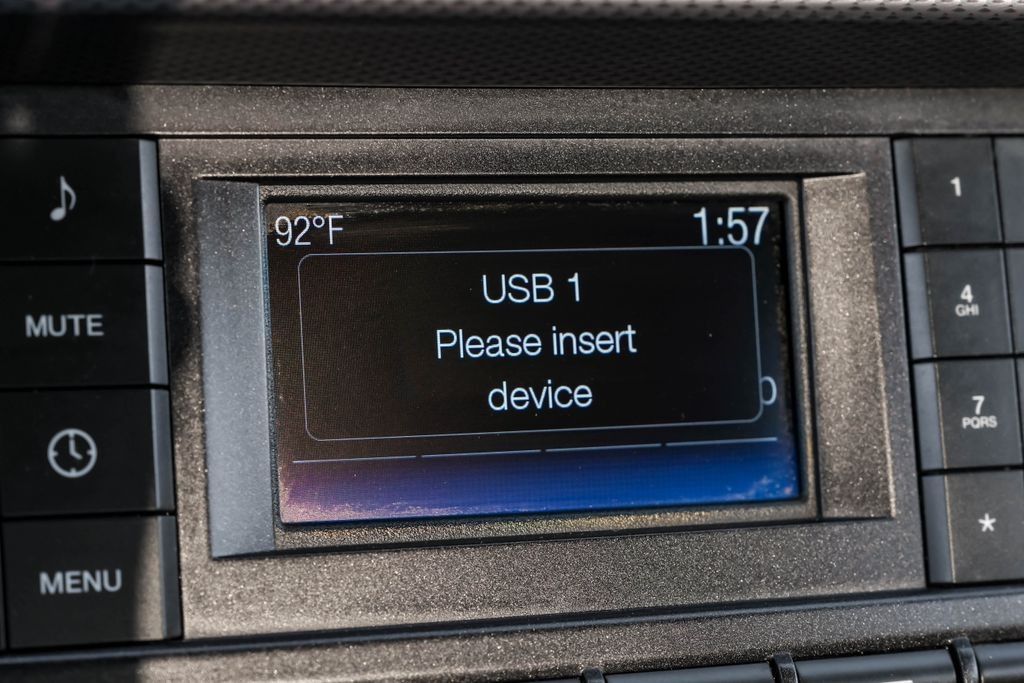 92°F
1:57
USB 1
Please insert
device
MUTE
MENU
1
4
GHI
7
PQRS
*